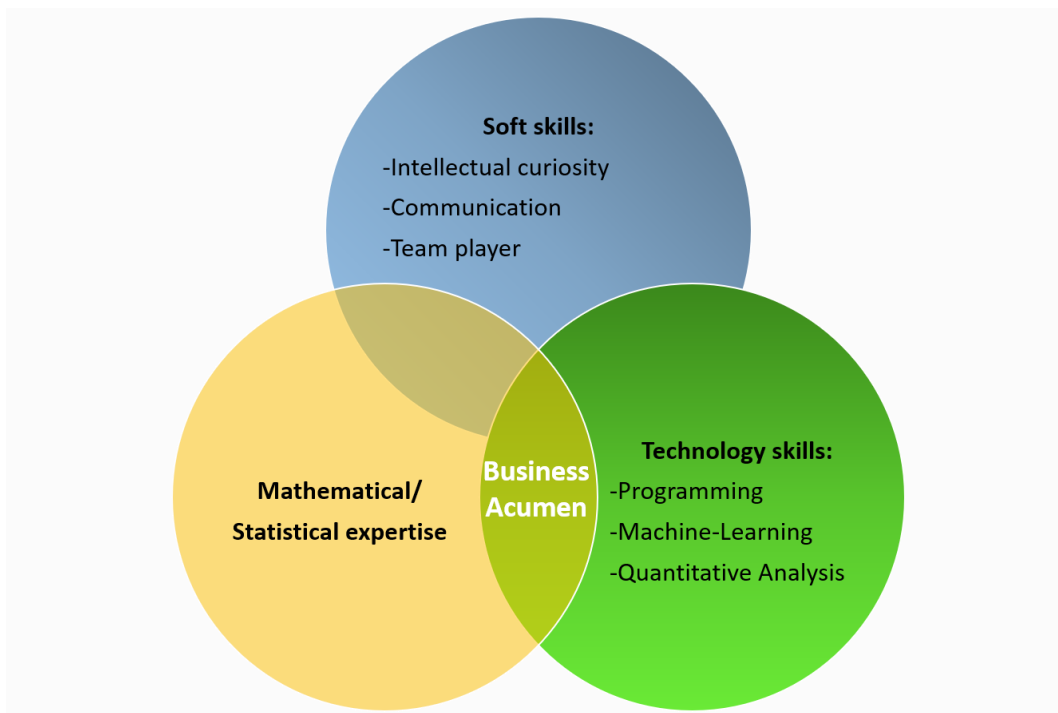 Soft skills:
-Intellectual curiosity
-Communication
-Team player
Mathematical/
Statistical expertise
Business
Acumen
Technology skills:
-Programming
-Machine-Learning
-Quantitative Analysis